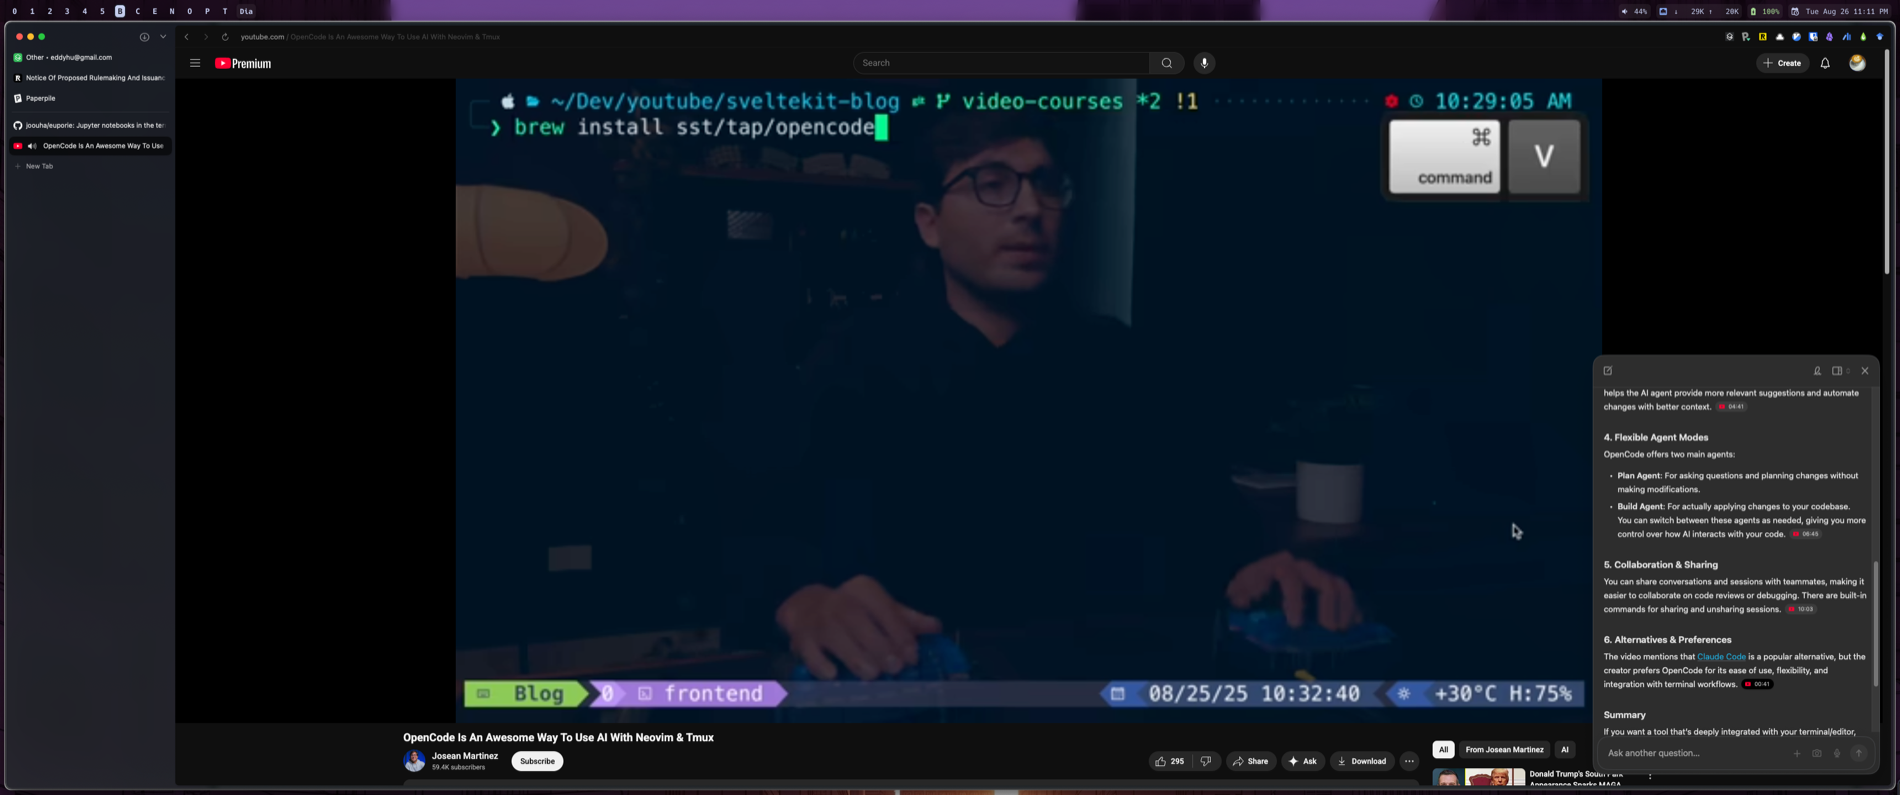 0 1 2 3 4 5 B C E N O P T Dia
44% ↓ 29K ↑ 20K 100% Tue Aug 26 11:11 PM
Other • eddyhu@gmail.com
Notice Of Proposed Rulemaking And Issuanc
Paperpile
joouha/euporie: Jupyter notebooks in the ter
OpenCode Is An Awesome Way To Use
+ New Tab
youtube.com / OpenCode Is An Awesome Way To Use AI With Neovim & Tmux
Premium
Search
+ Create
~/Dev/youtube/sveltekit-blog video-courses *2 !1 10:29:05 AM
❯ brew install sst/tap/opencode
⌘
command
V
Blog 0 frontend 08/25/25 10:32:40 +30°C H:75%
OpenCode Is An Awesome Way To Use AI With Neovim & Tmux
Josean Martinez
59.4K subscribers
Subscribe
295 Share Ask Download
All From Josean Martinez AI
Donald Trump's South Park
Appearance Sparks MAGA
helps the AI agent provide more relevant suggestions and automate
changes with better context. 04:41
4. Flexible Agent Modes
OpenCode offers two main agents:
• Plan Agent: For asking questions and planning changes without
making modifications.
• Build Agent: For actually applying changes to your codebase.
You can switch between these agents as needed, giving you more
control over how AI interacts with your code. 06:45
5. Collaboration & Sharing
You can share conversations and sessions with teammates, making it
easier to collaborate on code reviews or debugging. There are built-in
commands for sharing and unsharing sessions. 10:03
6. Alternatives & Preferences
The video mentions that Claude Code is a popular alternative, but the
creator prefers OpenCode for its ease of use, flexibility, and
integration with terminal workflows. 00:41
Summary
If you want a tool that's deeply integrated with your terminal/editor,
Ask another question...